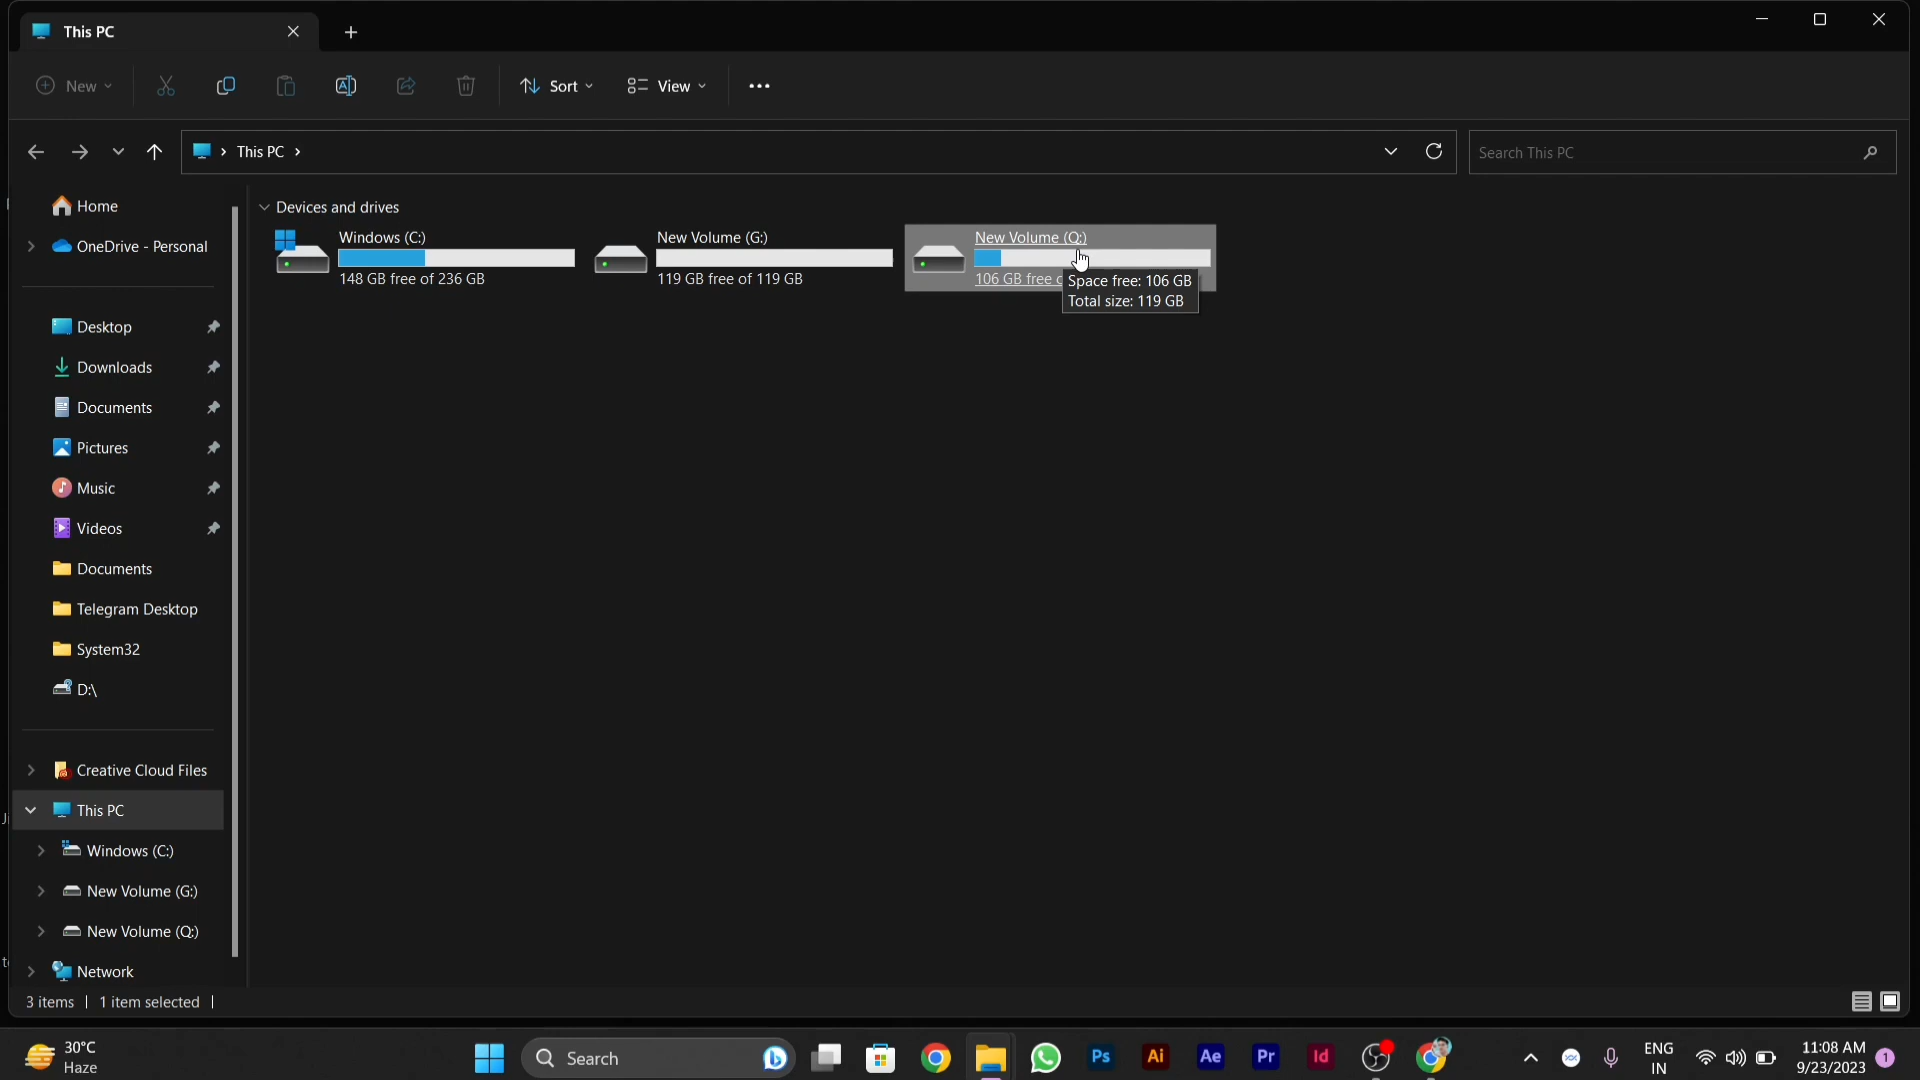 This PC
New
Sort
View
This PC
Search This PC
Home
OneDrive - Personal
Desktop
Downloads
Documents
Pictures
Music
Videos
Documents
Telegram Desktop
System32
D:\
Creative Cloud Files
This PC
Windows (C:)
New Volume (G:)
New Volume (Q:)
Network
Devices and drives
Windows (C:)
148 GB free of 236 GB
New Volume (G:)
119 GB free of 119 GB
New Volume (Q:)
106 GB free
Space free: 106 GB
Total size: 119 GB
3 items
1 item selected
30°C
Haze
Search
Ps
Ai
Ae
Pr
Id
ENG
IN
11:08 AM
9/23/2023
1